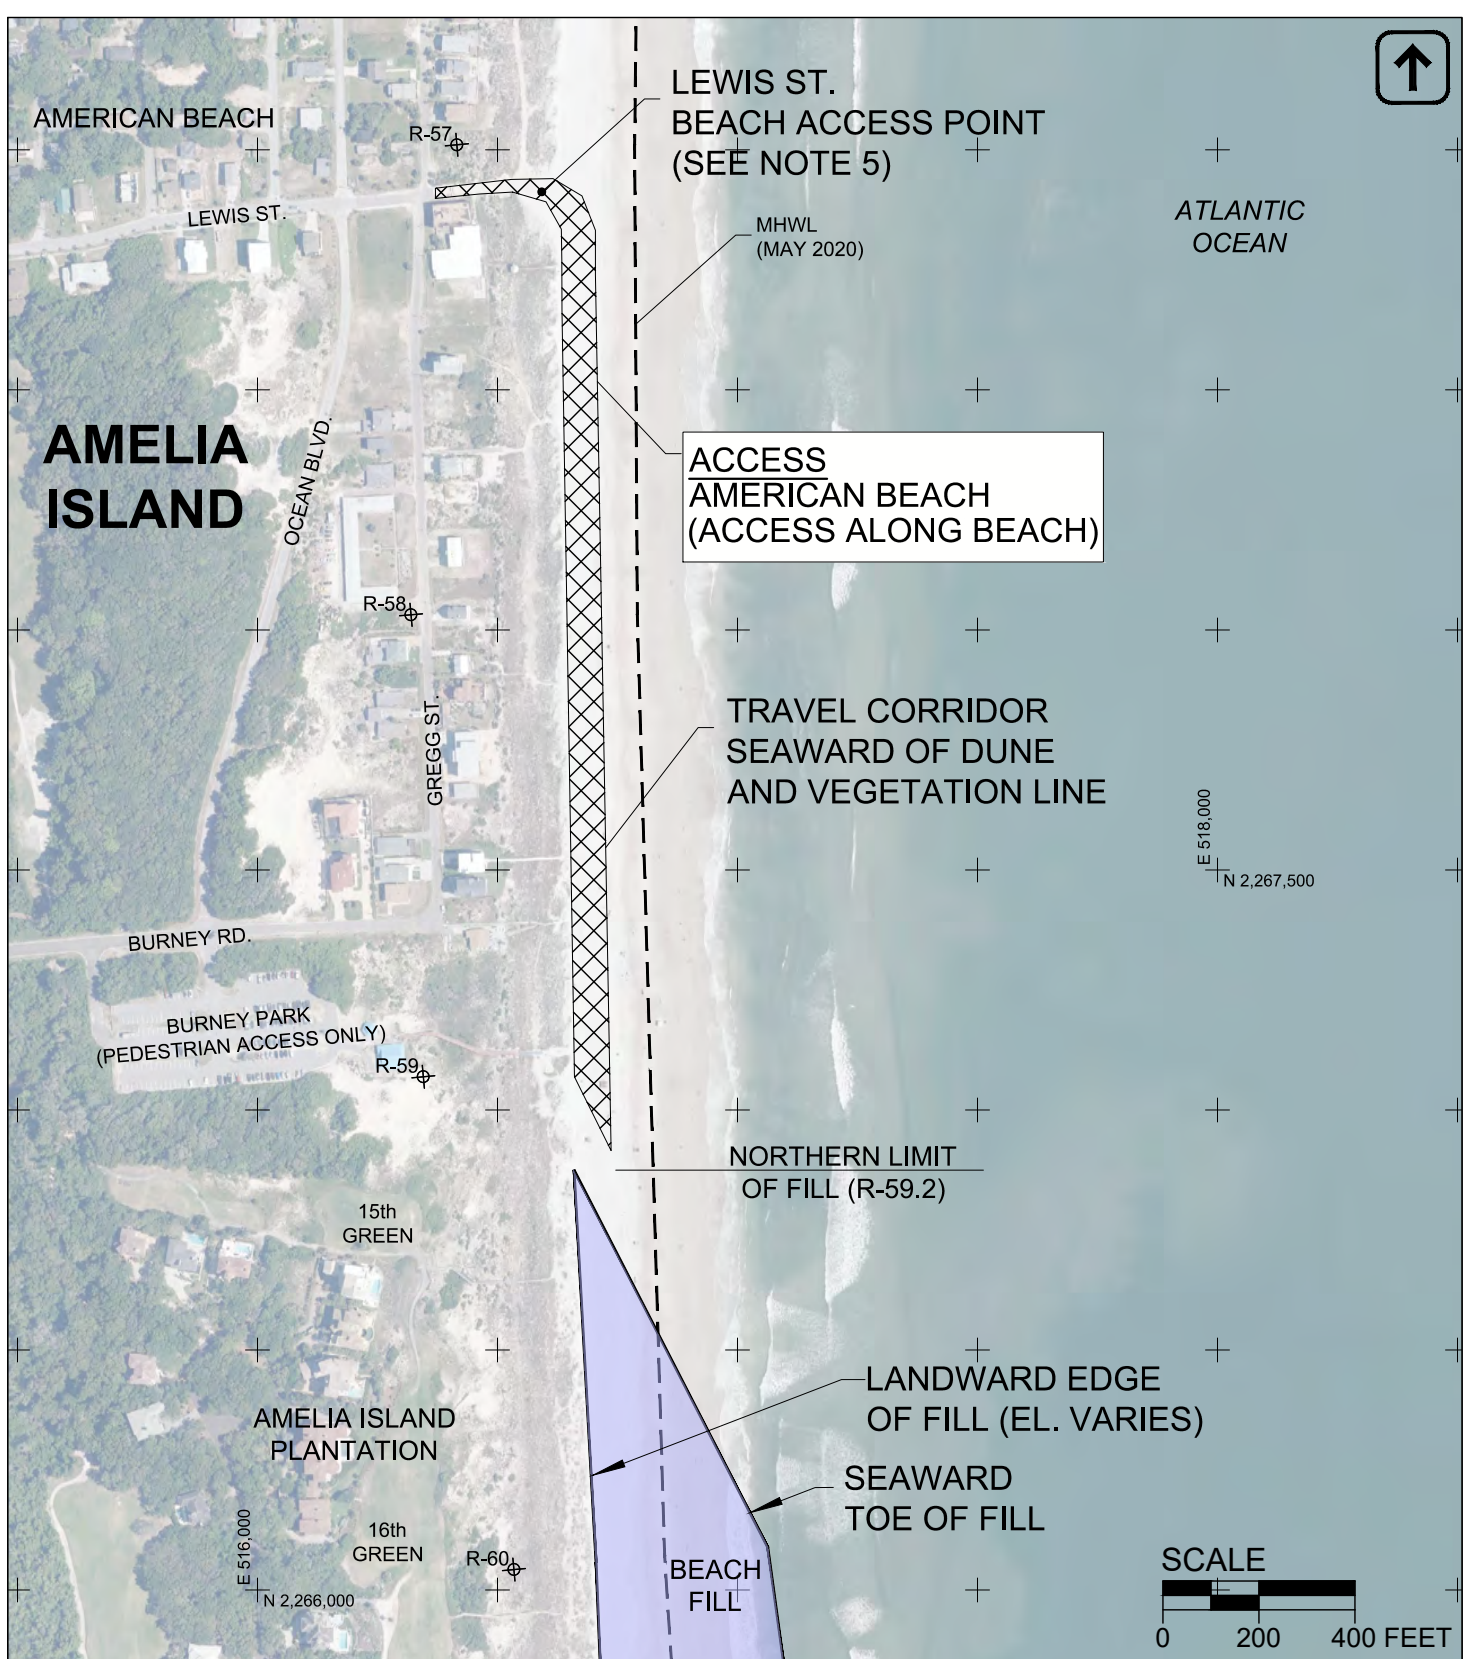 LEWIS ST.
BEACH ACCESS POINT
(SEE NOTE 5)
AMERICAN BEACH
R-57
LEWIS ST.
MHWL
(MAY 2020)
ATLANTIC
OCEAN
AMELIA
ISLAND
OCEAN BLVD.
ACCESS
AMERICAN BEACH
(ACCESS ALONG BEACH)
R-58
GREGG ST.
TRAVEL CORRIDOR
SEAWARD OF DUNE
AND VEGETATION LINE
E 518,000
N 2,267,500
BURNEY RD.
BURNEY PARK
(PEDESTRIAN ACCESS ONLY)
R-59
NORTHERN LIMIT
OF FILL (R-59.2)
15th
GREEN
LANDWARD EDGE
OF FILL (EL. VARIES)
AMELIA ISLAND
PLANTATION
SEAWARD
TOE OF FILL
16th
GREEN
R-60
E 516,000
N 2,266,000
BEACH
FILL
SCALE
0 200 400 FEET